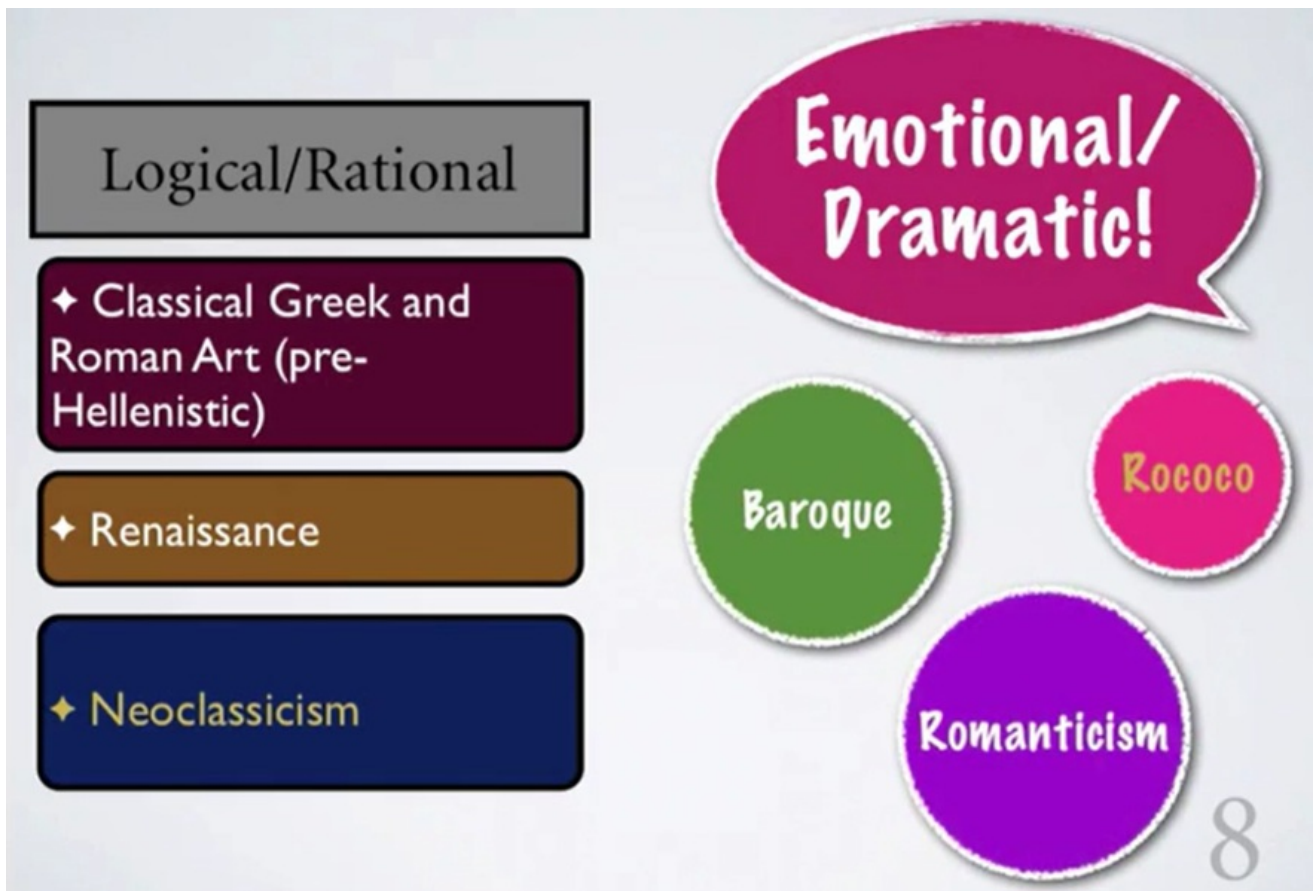 Logical/Rational
✦ Classical Greek and
Roman Art (pre-
Hellenistic)
✦ Renaissance
✦ Neoclassicism
Emotional/
Dramatic!
Baroque
Rococo
Romanticism
8